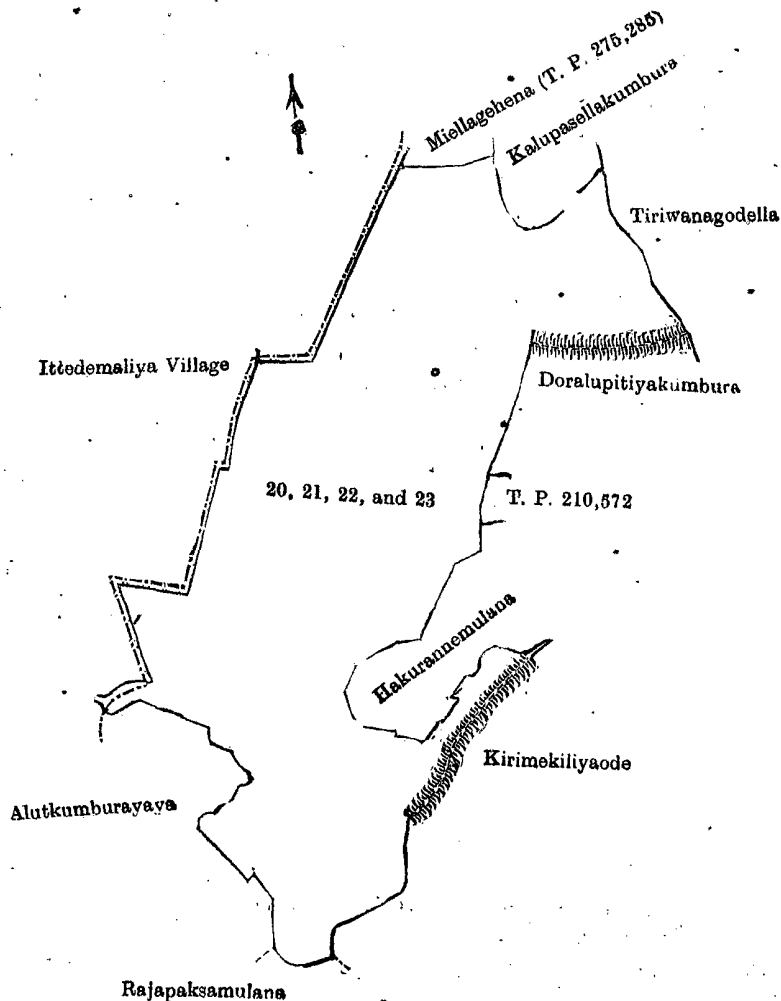 Miellagehena (T. P. 275,285)
Kalupasellakumbura
Tiriwanagodella
Ittedemaliya Village
Doralupitiyakumbura
20, 21, 22, and 23
T. P. 210,572
Hakurannemulana
Kirimekiliyaode
Alutkumburayaya
Rajapaksamulana